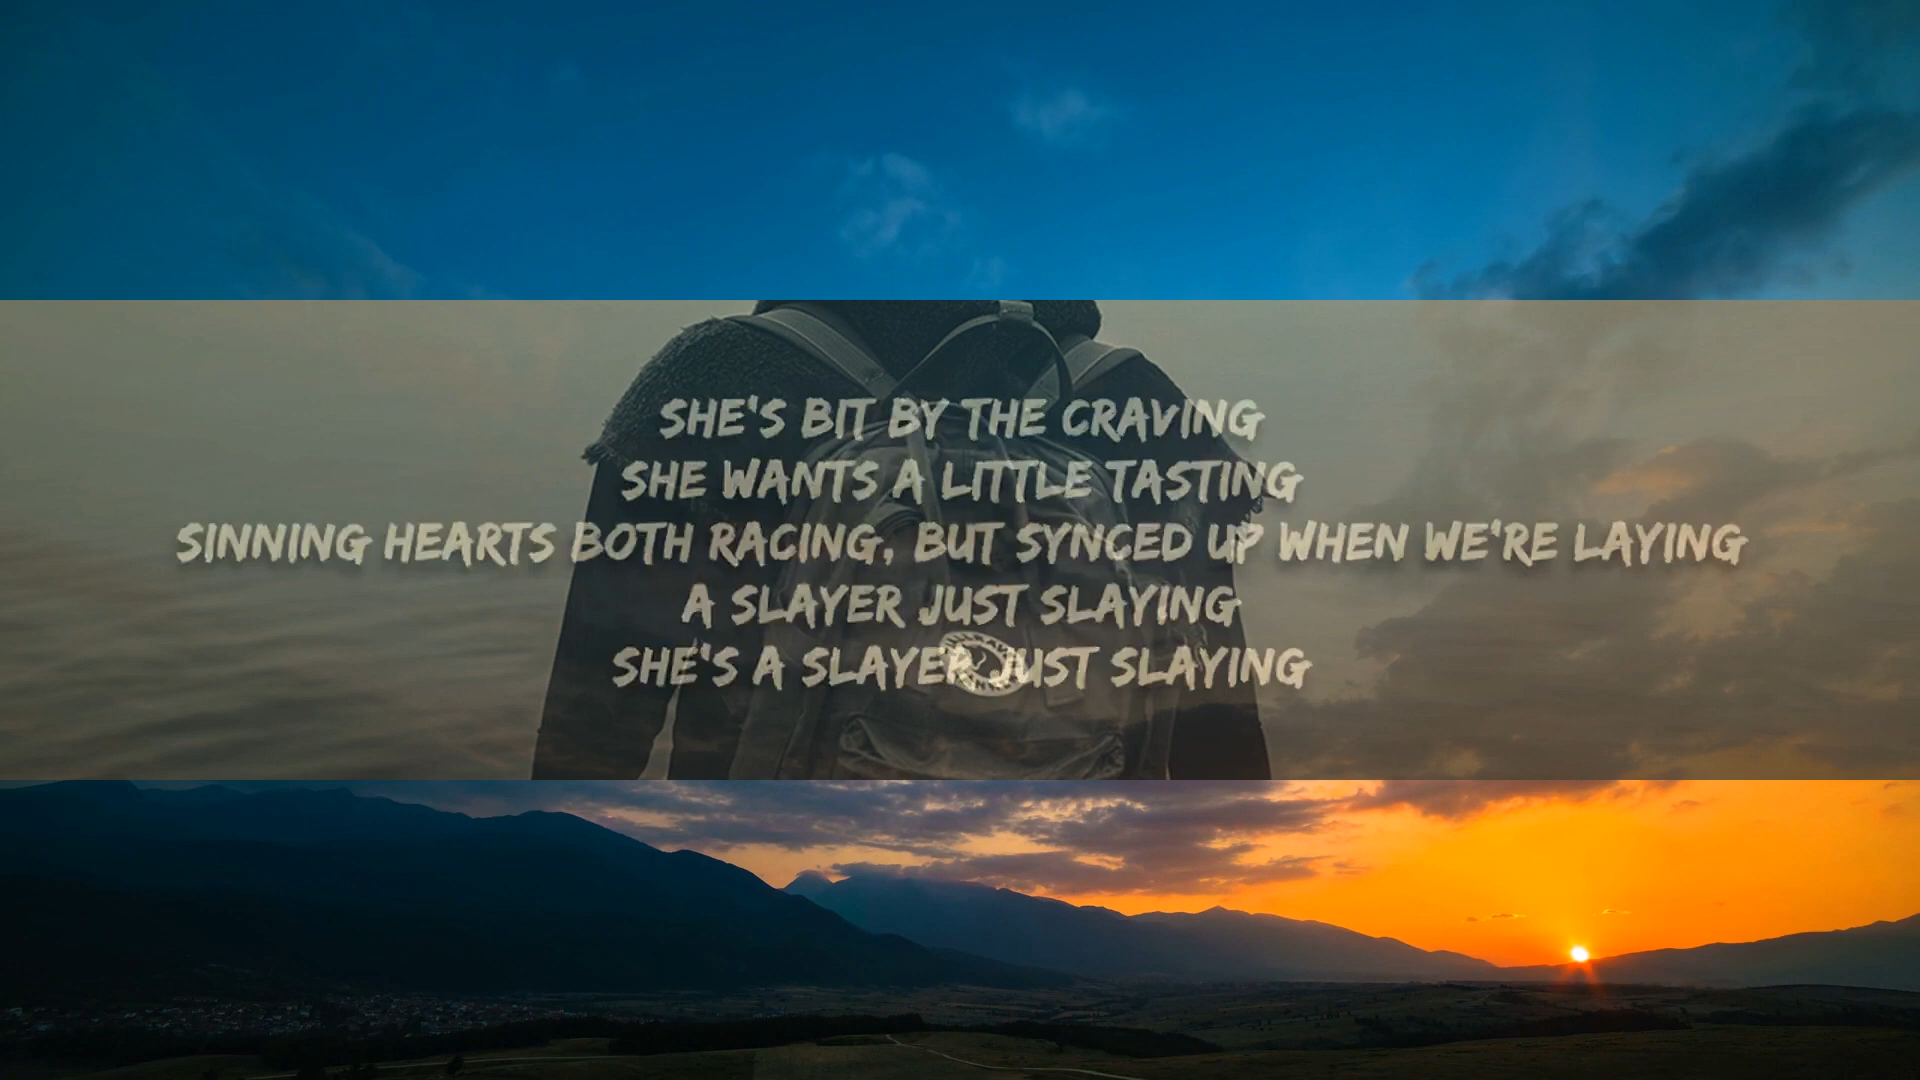 SHE'S BIT BY THE CRAVING
SHE WANTS A LITTLE TASTING
SINNING HEARTS BOTH RACING, BUT SYNCED UP WHEN WE'RE LAYING
A SLAYER JUST SLAYING
SHE'S A SLAYER JUST SLAYING